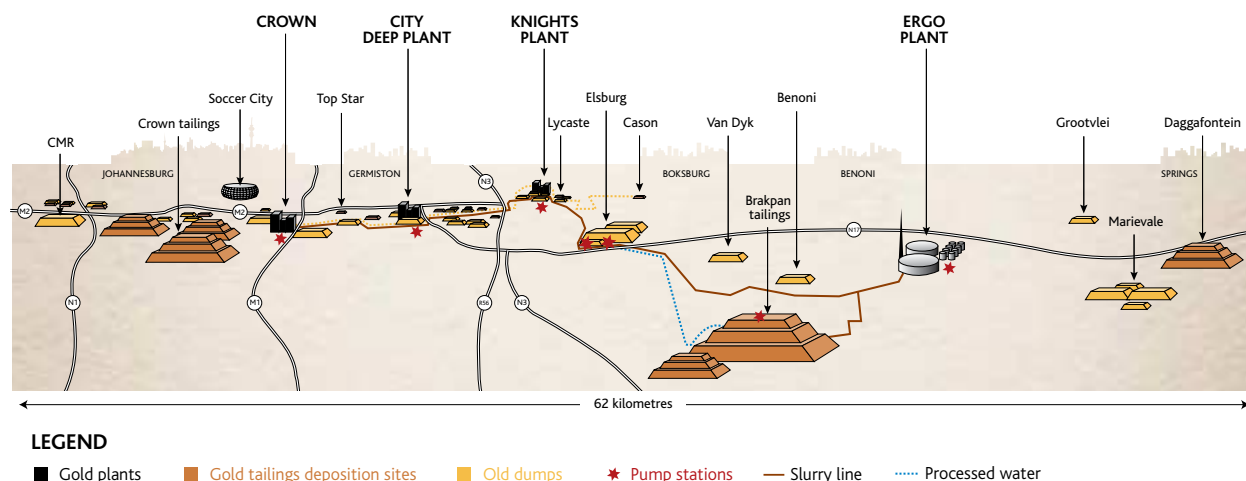 CROWN
CITY
DEEP PLANT
KNIGHTS
PLANT
ERGO
PLANT
Soccer City
Top Star
Elsburg
Benoni
Crown tailings
Lycaste
Cason
Van Dyk
Grootvlei
Daggafontein
CMR
JOHANNESBURG
GERMISTON
BOKSBURG
BENONI
SPRINGS
N3
Brakpan
tailings
M2
M2
N17
Marievale
N1
M1
R56
N3
62 kilometres
LEGEND
Gold plants
Gold tailings deposition sites
Old dumps
Pump stations
Slurry line
Processed water